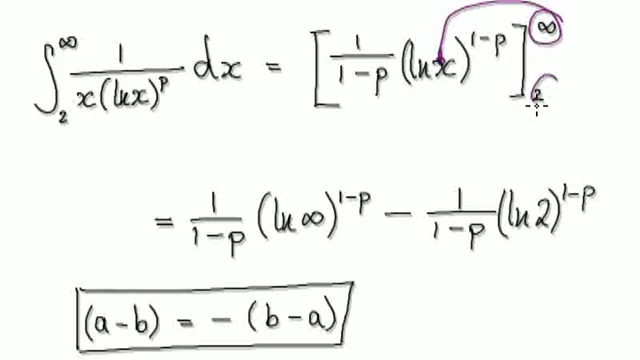 ∫₂^∞ 1/(x(ln x)^p) dx = [1/(1-p) (ln x)^(1-p)]₂^∞
= 1/(1-p) (ln ∞)^(1-p) − 1/(1-p) (ln 2)^(1-p)
(a-b) = - (b-a)